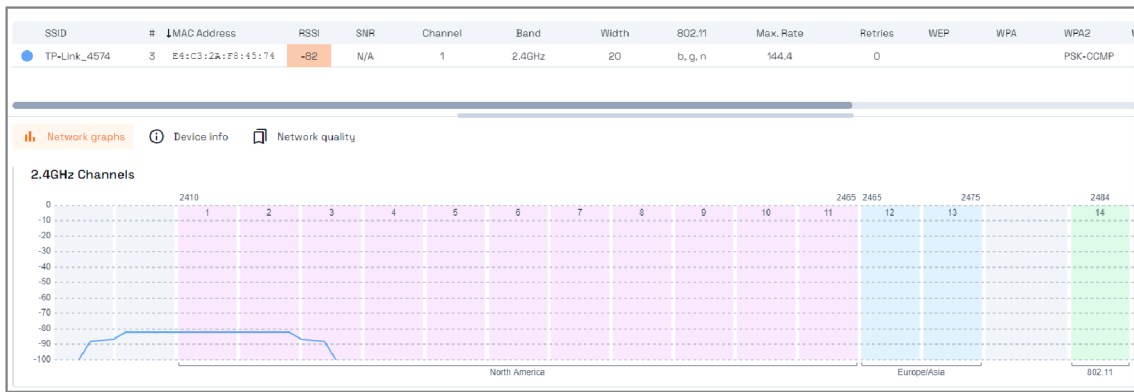 SSID # ↓MAC Address RSSI SNR Channel Band Width 802.11 Max. Rate Retries WEP WPA WPA2
TP-Link_4574 3 E4:C3:2A:F8:45:74 -82 N/A 1 2.4GHz 20 b, g, n 144.4 0 PSK-CCMP
Network graphs Device info Network quality
2.4GHz Channels
2410 2465 2465 2475 2484
0 1 2 3 4 5 6 7 8 9 10 11 12 13 14
-10
-20
-30
-40
-50
-60
-70
-80
-90
-100
North America Europe/Asia 802.11